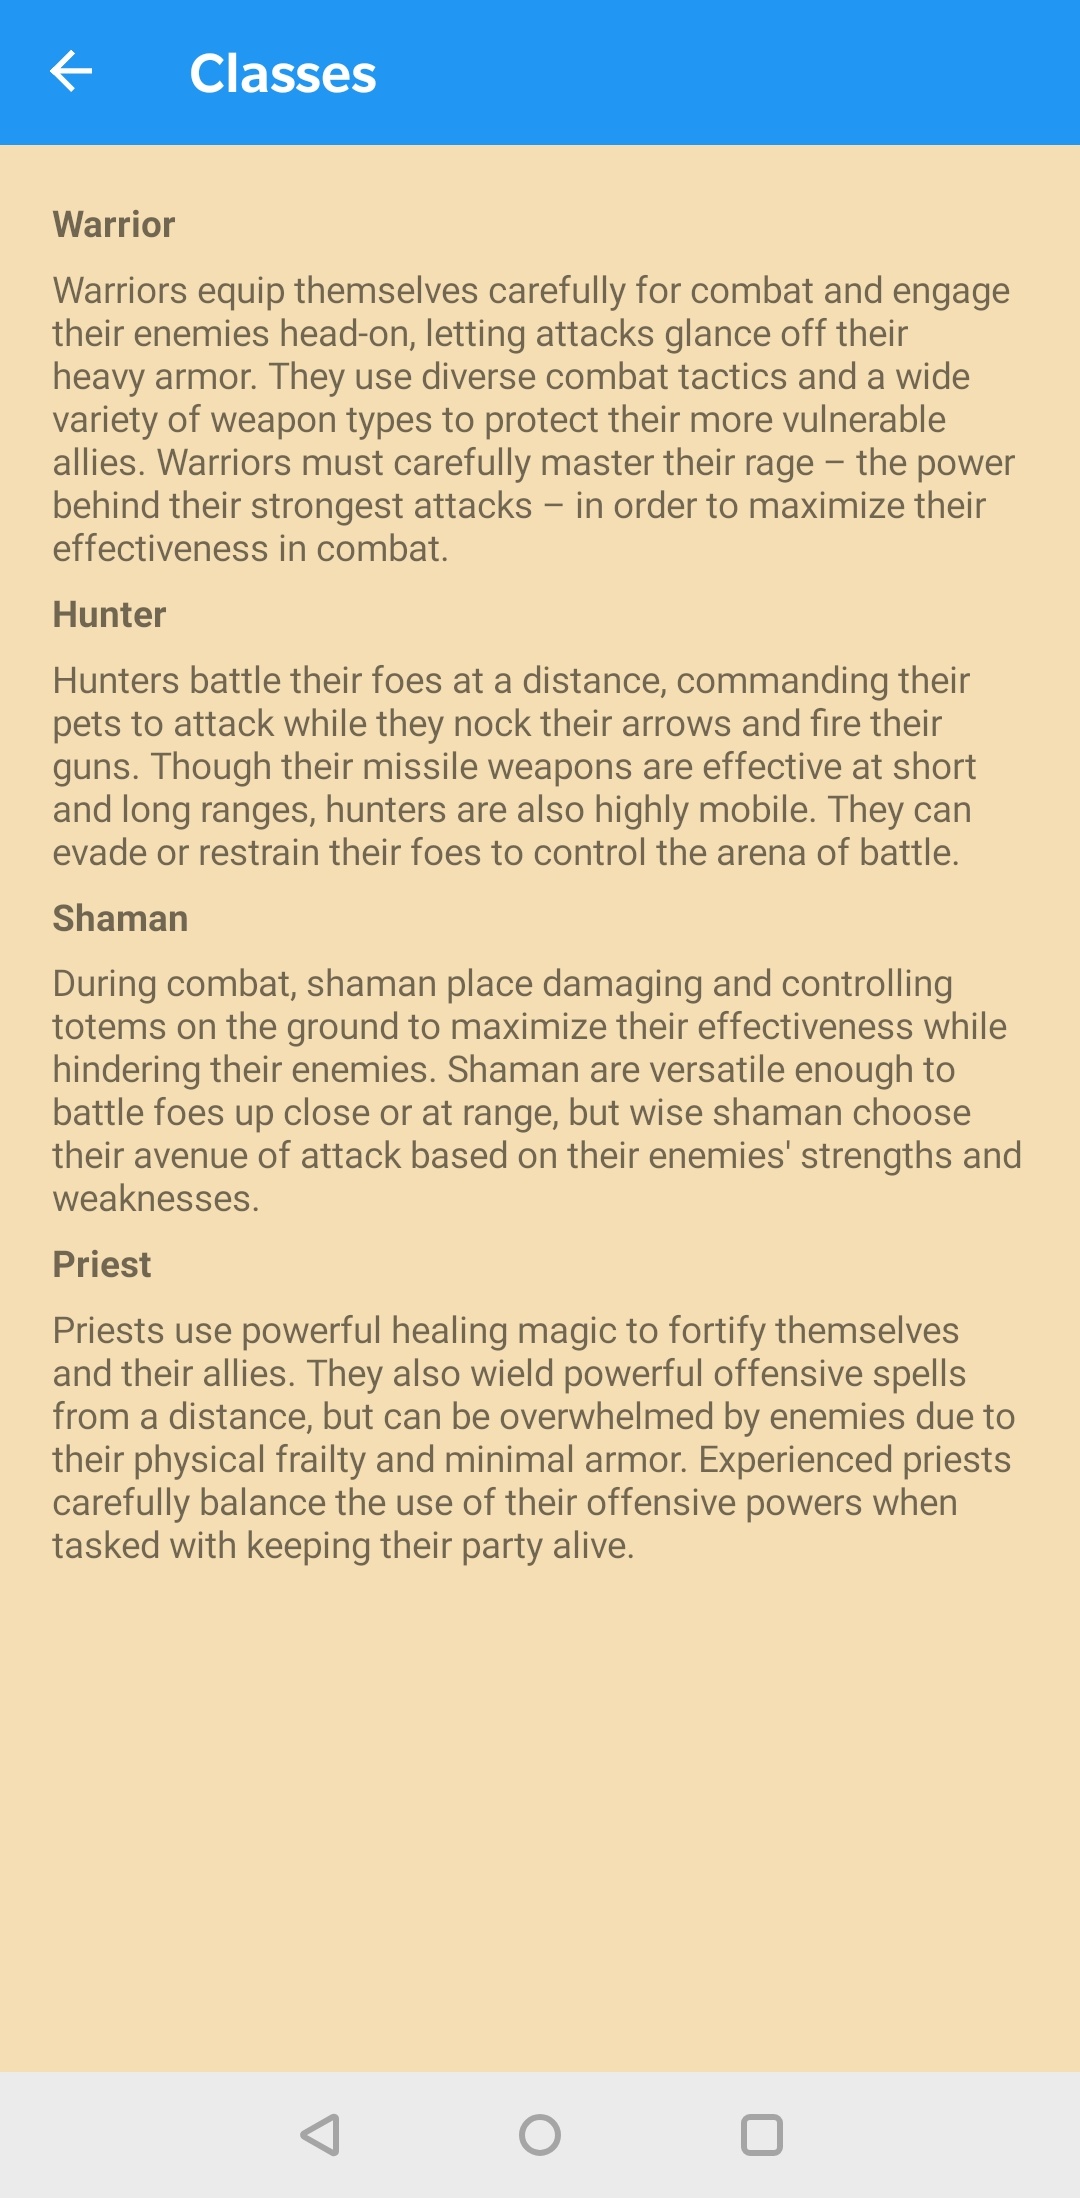 Classes
Warrior
Warriors equip themselves carefully for combat and engage
their enemies head-on, letting attacks glance off their
heavy armor. They use diverse combat tactics and a wide
variety of weapon types to protect their more vulnerable
allies. Warriors must carefully master their rage – the power
behind their strongest attacks – in order to maximize their
effectiveness in combat.
Hunter
Hunters battle their foes at a distance, commanding their
pets to attack while they nock their arrows and fire their
guns. Though their missile weapons are effective at short
and long ranges, hunters are also highly mobile. They can
evade or restrain their foes to control the arena of battle.
Shaman
During combat, shaman place damaging and controlling
totems on the ground to maximize their effectiveness while
hindering their enemies. Shaman are versatile enough to
battle foes up close or at range, but wise shaman choose
their avenue of attack based on their enemies' strengths and
weaknesses.
Priest
Priests use powerful healing magic to fortify themselves
and their allies. They also wield powerful offensive spells
from a distance, but can be overwhelmed by enemies due to
their physical frailty and minimal armor. Experienced priests
carefully balance the use of their offensive powers when
tasked with keeping their party alive.